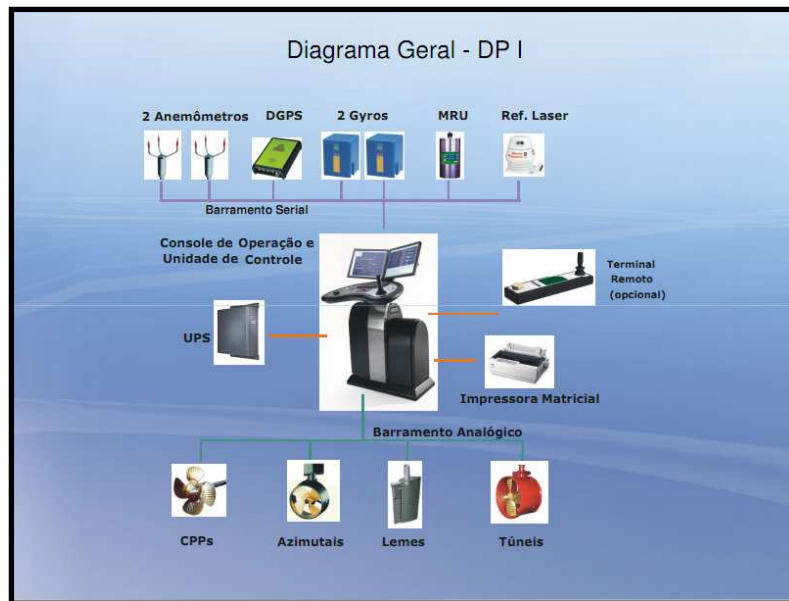 Diagrama Geral - DP I
2 Anemômetros DGPS 2 Gyros MRU Ref. Laser
Barramento Serial
Console de Operação e
Unidade de Controle
Terminal
Remoto
(opcional)
UPS
Impressora Matricial
Barramento Analógico
CPPs Azimutais Lemes Túneis